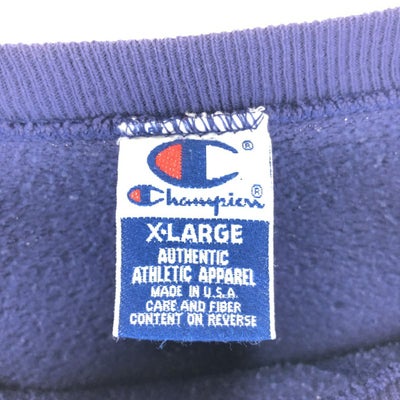 ®
Champion®
X-LARGE
AUTHENTIC
ATHLETIC APPAREL
MADE IN U.S.A.
CARE AND FIBER
CONTENT ON REVERSE